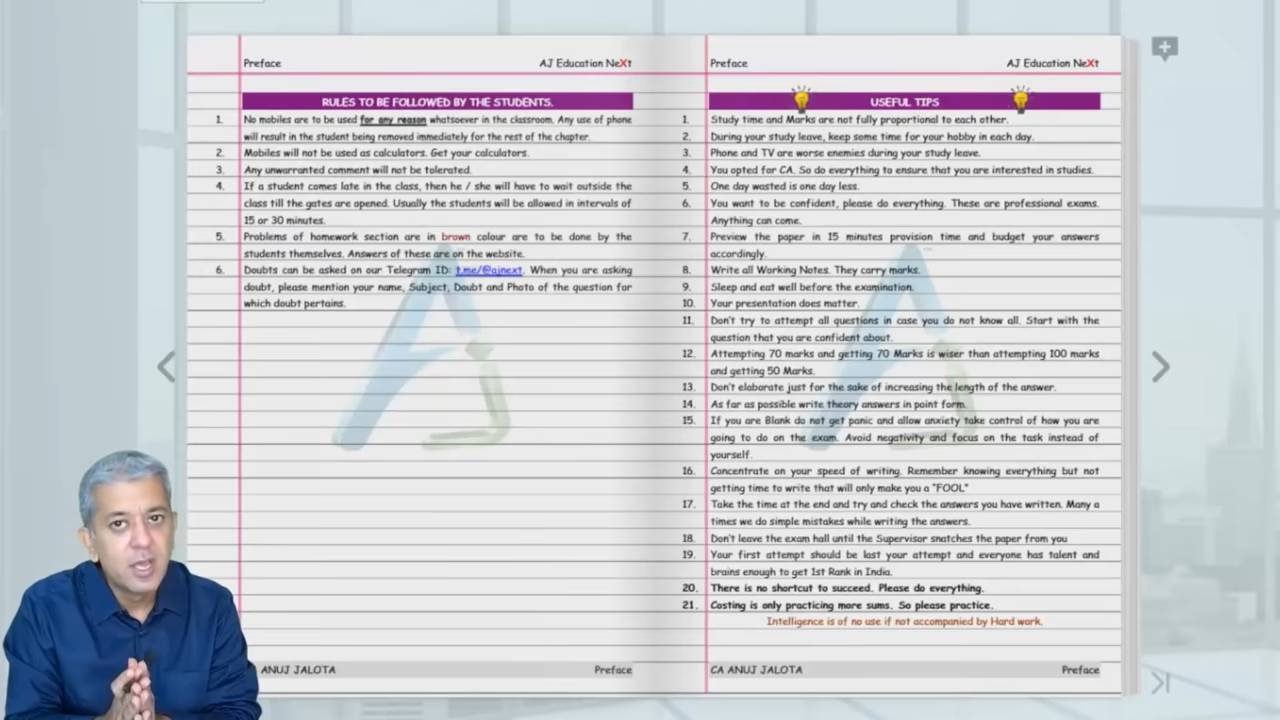 Preface AJ Education NeXt
RULES TO BE FOLLOWED BY THE STUDENTS.
1. No mobiles are to be used for any reason whatsoever in the classroom. Any use of phone
will result in the student being removed immediately for the rest of the chapter.
2. Mobiles will not be used as calculators. Get your calculators.
3. Any unwarranted comment will not be tolerated.
4. If a student comes late in the class, then he / she will have to wait outside the
class till the gates are opened. Usually the students will be allowed in intervals of
15 or 30 minutes.
5. Problems of homework section are in brown colour are to be done by the
students themselves. Answers of these are on the website.
6. Doubts can be asked on our Telegram ID: t.me/@ajnext. When you are asking
doubt, please mention your name, Subject, Doubt and Photo of the question for
which doubt pertains.
ANUJ JALOTA Preface
Preface AJ Education NeXt
USEFUL TIPS
1. Study time and Marks are not fully proportional to each other.
2. During your study leave, keep some time for your hobby in each day.
3. Phone and TV are worse enemies during your study leave.
4. You opted for CA. So do everything to ensure that you are interested in studies.
5. One day wasted is one day less.
6. You want to be confident, please do everything. These are professional exams.
Anything can come.
7. Preview the paper in 15 minutes provision time and budget your answers
accordingly.
8. Write all Working Notes. They carry marks.
9. Sleep and eat well before the examination.
10. Your presentation does matter.
11. Don't try to attempt all questions in case you do not know all. Start with the
question that you are confident about.
12. Attempting 70 marks and getting 70 Marks is wiser than attempting 100 marks
and getting 50 Marks.
13. Don't elaborate just for the sake of increasing the length of the answer.
14. As far as possible write theory answers in point form.
15. If you are Blank do not get panic and allow anxiety take control of how you are
going to do on the exam. Avoid negativity and focus on the task instead of
yourself.
16. Concentrate on your speed of writing. Remember knowing everything but not
getting time to write that will only make you a "FOOL"
17. Take the time at the end and try and check the answers you have written. Many a
times we do simple mistakes while writing the answers.
18. Don't leave the exam hall until the Supervisor snatches the paper from you
19. Your first attempt should be last your attempt and everyone has talent and
brains enough to get 1st Rank in India.
20. There is no shortcut to succeed. Please do everything.
21. Costing is only practicing more sums. So please practice.
Intelligence is of no use if not accompanied by Hard work.
CA ANUJ JALOTA Preface